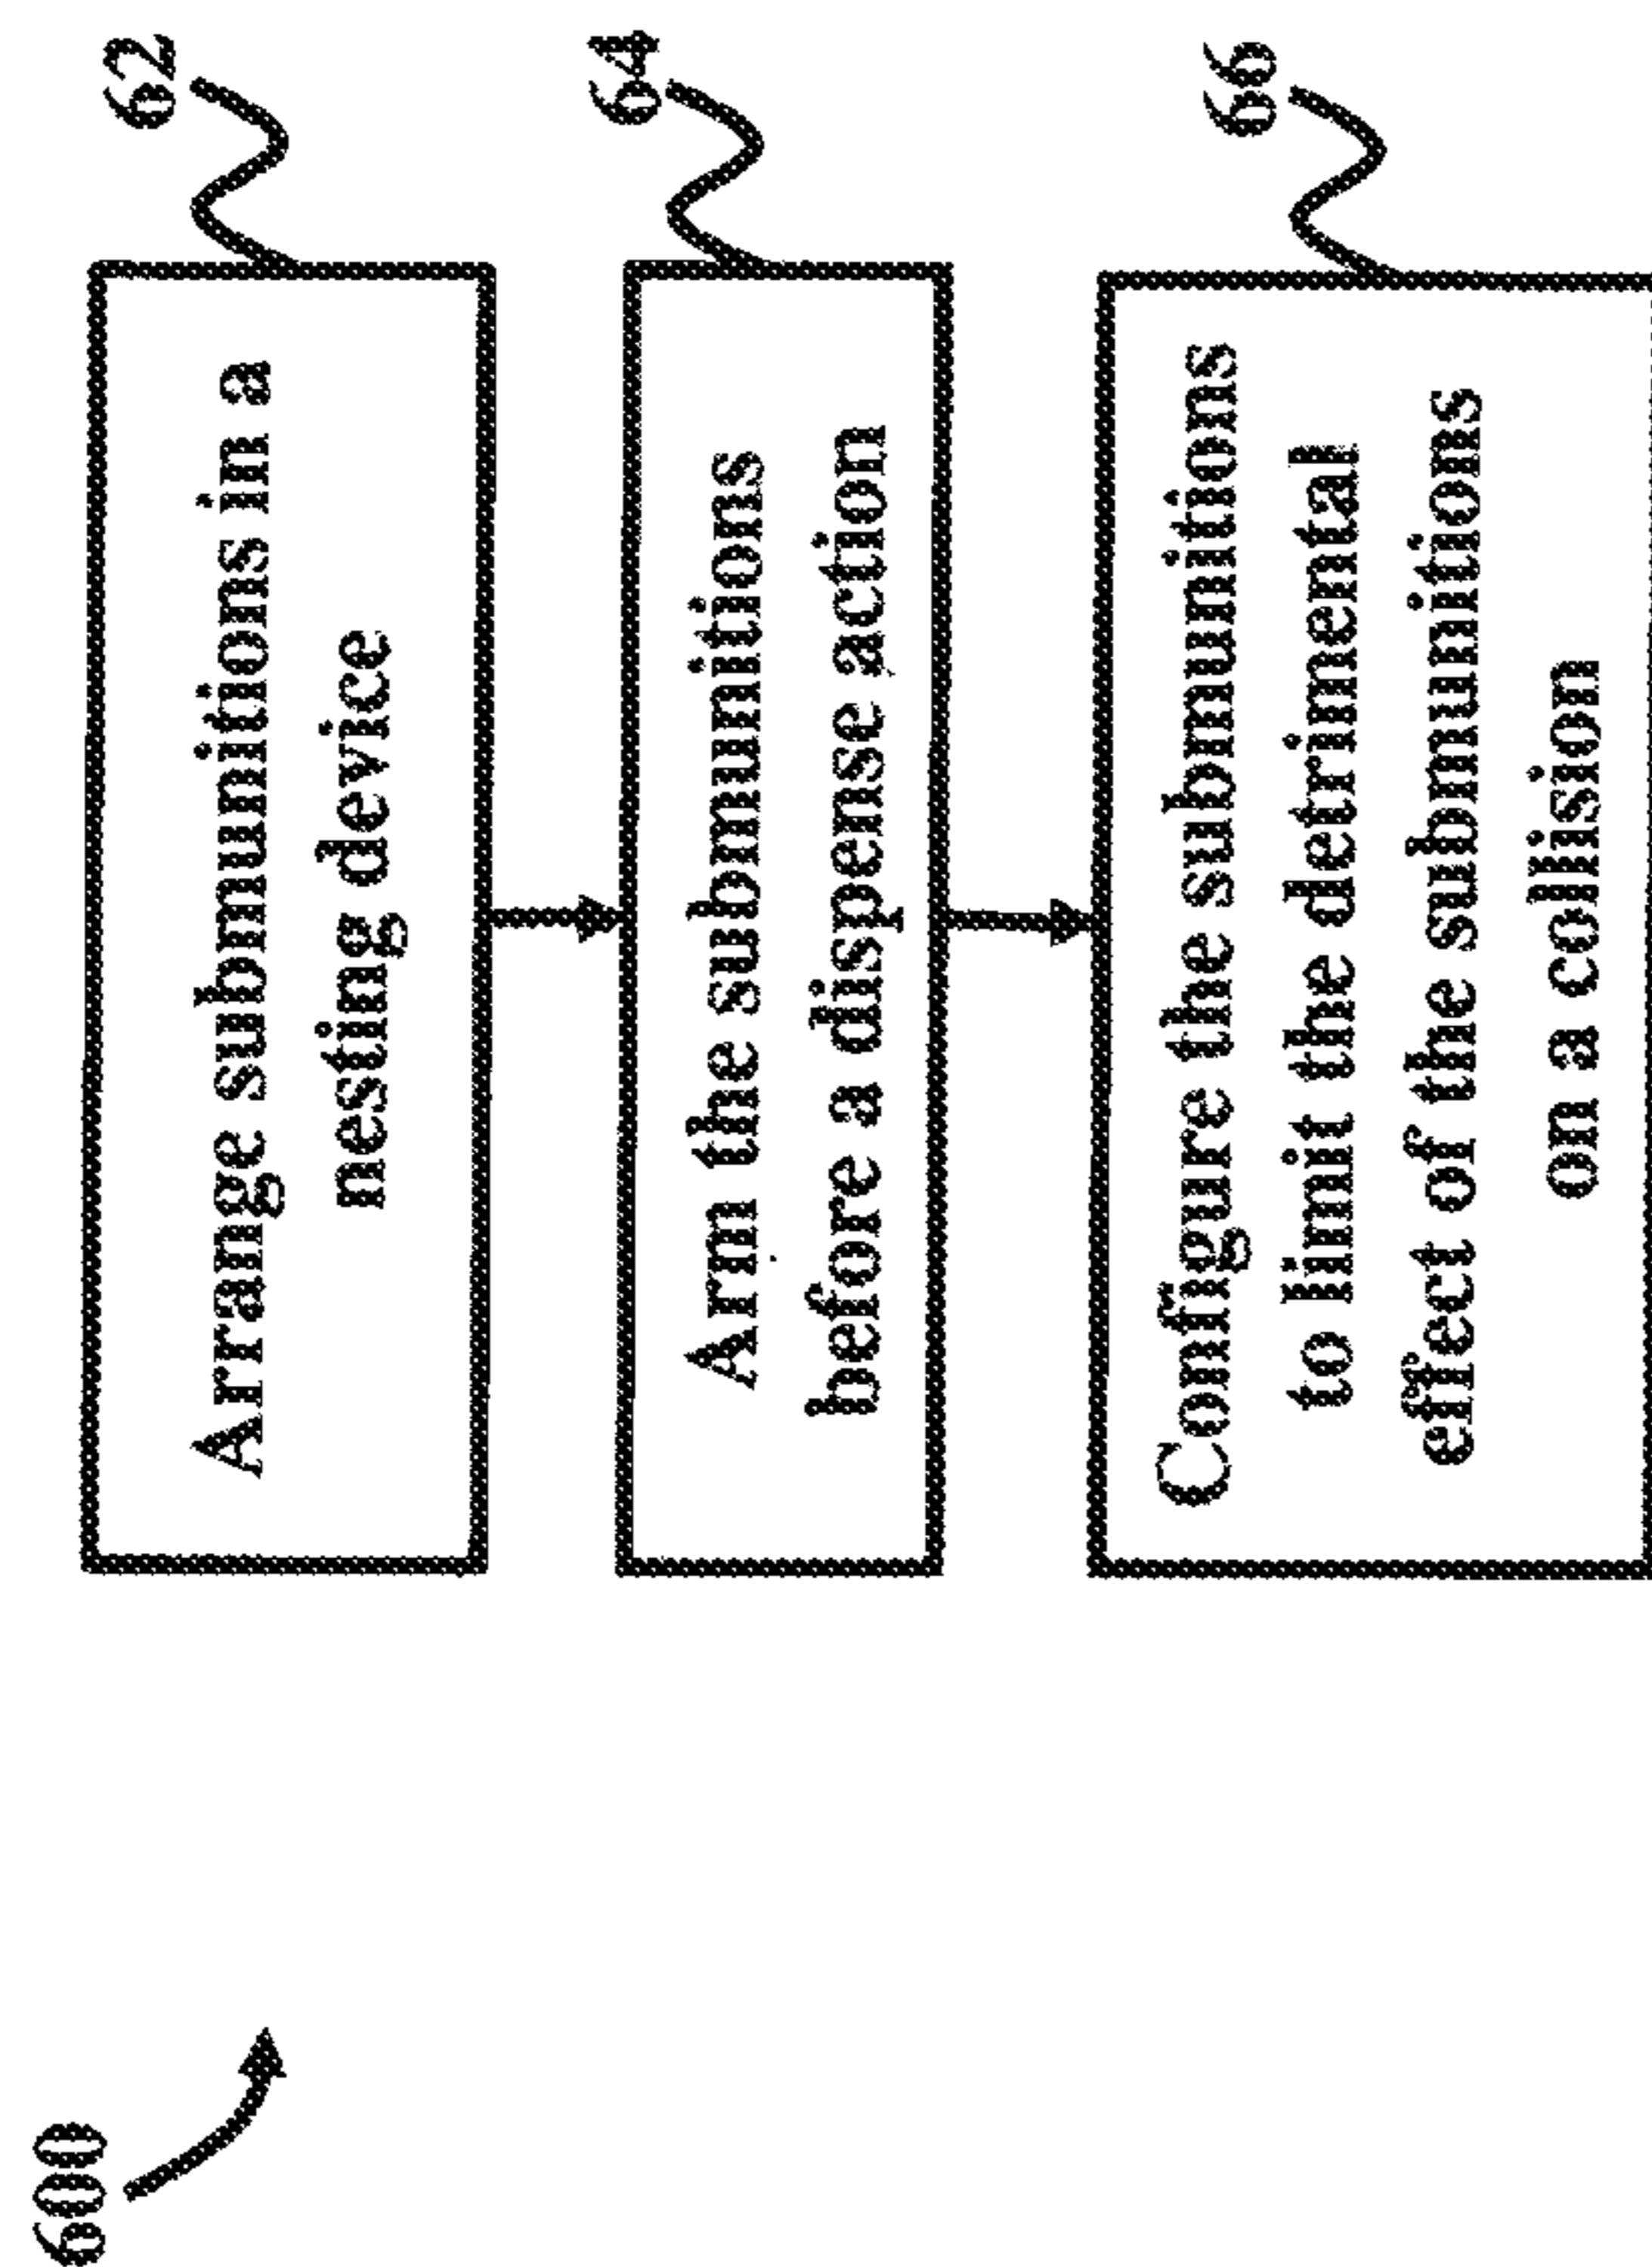 600
Arrange submunitions in a
nesting device
62
Arm the submunitions
before a dispense action
64
Configure the submunitions
to limit the detrimental
effect of the submunitions
on a collision
66